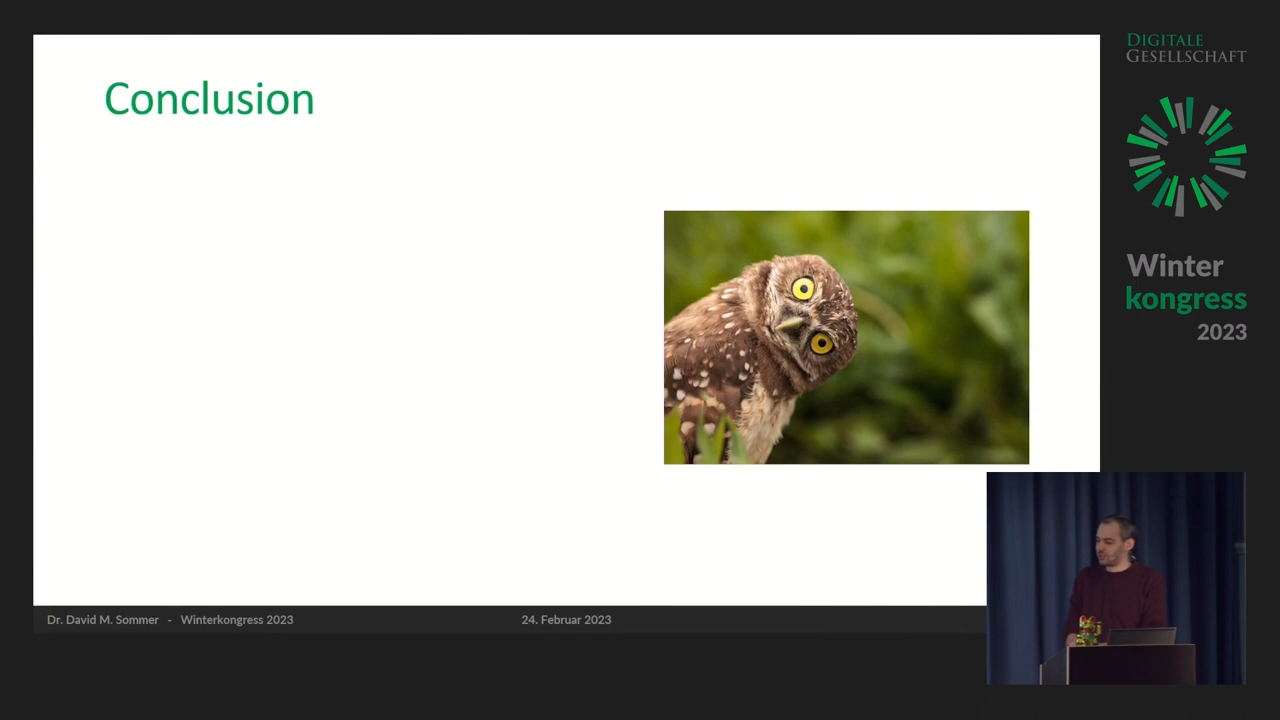 Conclusion
DIGITALE
GESELLSCHAFT
Winter
kongress
2023
Dr. David M. Sommer - Winterkongress 2023
24. Februar 2023